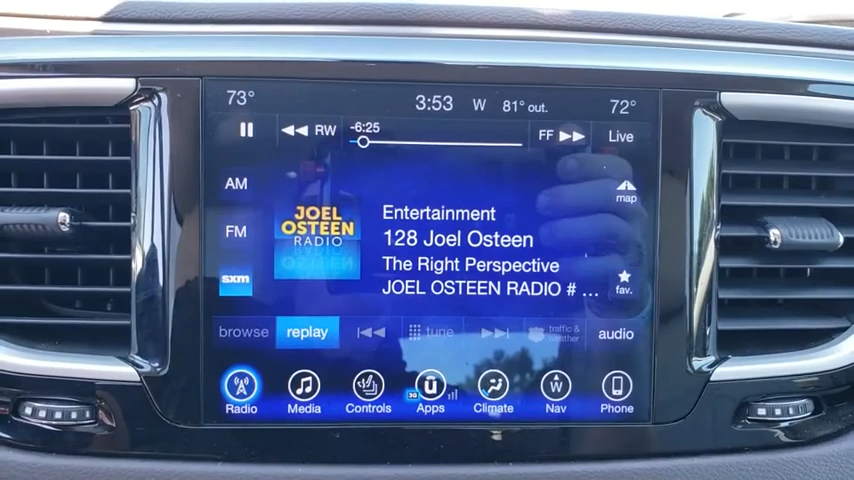 73° 3:53 W 81° out. 72°
RW -6:25 FF Live
AM
FM
sxm
JOEL
OSTEEN
RADIO
Entertainment
128 Joel Osteen
The Right Perspective
JOEL OSTEEN RADIO # ...
map
fav.
browse replay tune traffic &
weather audio
Radio Media Controls 3G U Apps Climate W Nav Phone